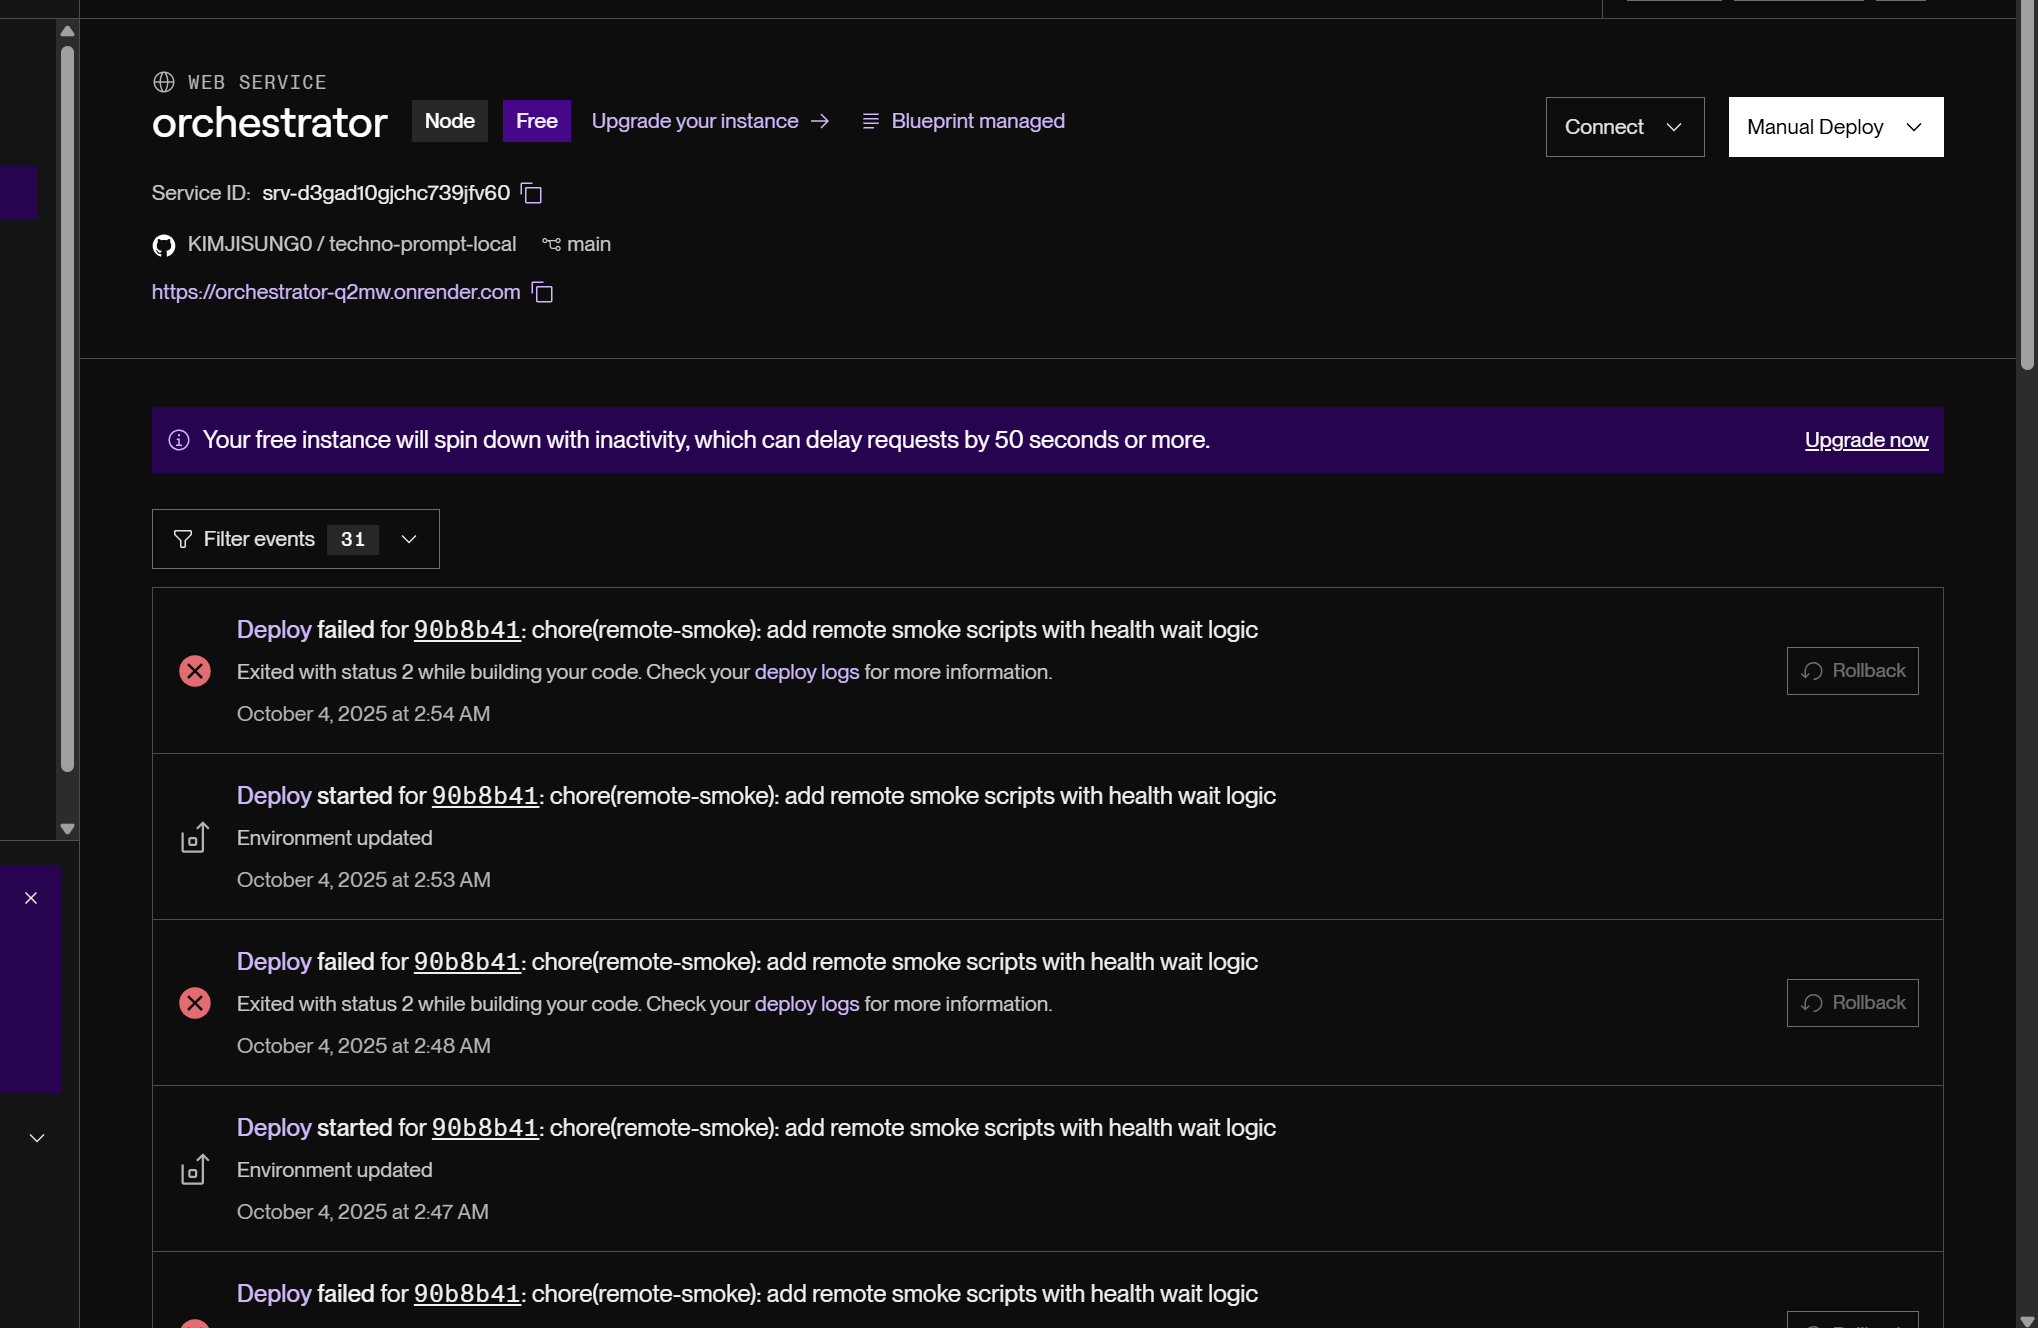 WEB SERVICE
orchestrator Node Free Upgrade your instance → Blueprint managed
Connect Manual Deploy
Service ID: srv-d3gad10gjchc739jfv60
KIMJISUNG0 / techno-prompt-local main
https://orchestrator-q2mw.onrender.com
Your free instance will spin down with inactivity, which can delay requests by 50 seconds or more. Upgrade now
Filter events 31
Deploy failed for 90b8b41: chore(remote-smoke): add remote smoke scripts with health wait logic
Exited with status 2 while building your code. Check your deploy logs for more information.
Rollback
October 4, 2025 at 2:54 AM
Deploy started for 90b8b41: chore(remote-smoke): add remote smoke scripts with health wait logic
Environment updated
October 4, 2025 at 2:53 AM
Deploy failed for 90b8b41: chore(remote-smoke): add remote smoke scripts with health wait logic
Exited with status 2 while building your code. Check your deploy logs for more information.
Rollback
October 4, 2025 at 2:48 AM
Deploy started for 90b8b41: chore(remote-smoke): add remote smoke scripts with health wait logic
Environment updated
October 4, 2025 at 2:47 AM
Deploy failed for 90b8b41: chore(remote-smoke): add remote smoke scripts with health wait logic